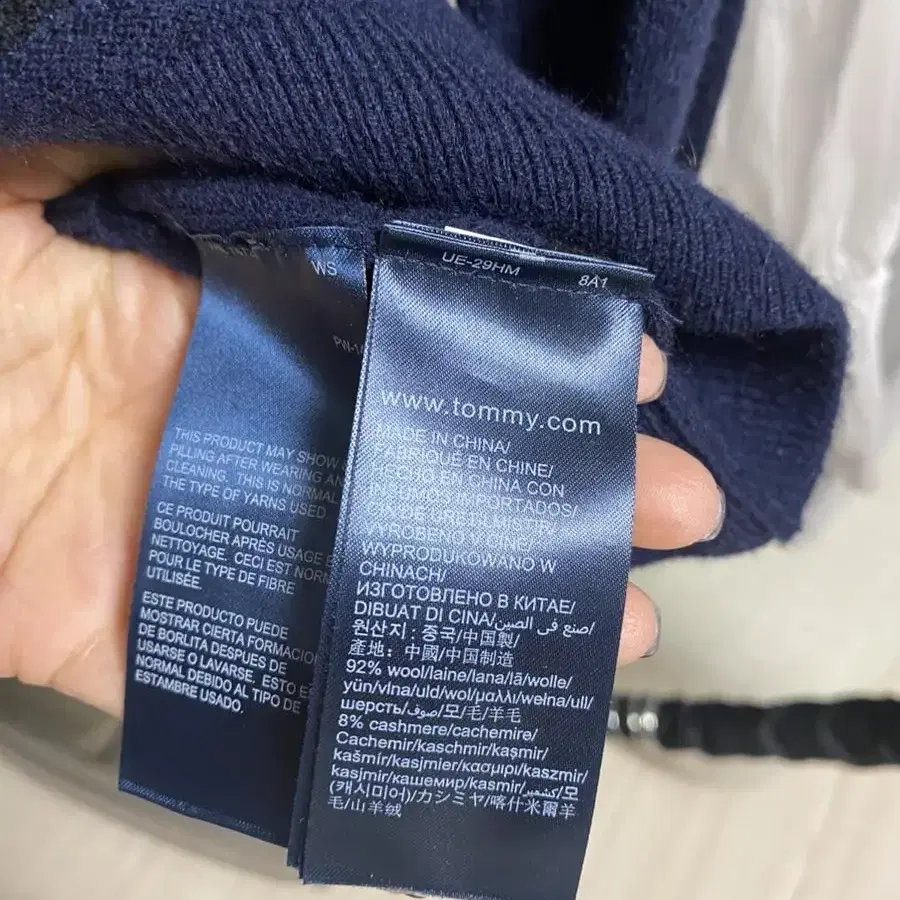 WS
THIS PRODUCT MAY SHOW
PILLING AFTER WEARING AN
CLEANING. THIS IS NORMAL
THE TYPE OF YARNS USED
CE PRODUIT POURRAIT
BOULOCHER APRÈS USAGE E
NETTOYAGE. CECI EST NORM
POUR LE TYPE DE FIBRE
UTILISÉE.
ESTE PRODUCTO PUEDE
MOSTRAR CIERTA FORMACIO
DE BORLITA DESPUES DE
USARSE O LAVARSE. ESTO ES
NORMAL DEBIDO AL TIPO DE
ESTAMBRE USADO.
UE-29HM 8A1
www.tommy.com
MADE IN CHINA/
FABRIQUÉ EN CHINE/
HECHO EN CHINA CON
INSUMOS IMPORTADOS/
VYROBENO V ČÍNE/
WYPRODUKOWANO W
CHINACH/
ИЗГОТОВЛЕНО В КИТАЕ/
DIBUAT DI CINA/صنع في الصين/
원산지 : 중국/中国製/
產地：中國/中国制造
92% wool/laine/lana/lã/wolle/
yün/vlna/uld/wol/μαλλι/wełna/ull/
шерсть/صوف/모/毛/羊毛
8% cashmere/cachemire/
Cachemir/kaschmir/kaşmir/
kašmír/kasjmier/κασμιρι/kaszmir/
kasjmir/кашемир/kasmir/كشمير/모
(캐시미어)/カシミヤ/喀什米爾羊
毛/山羊绒